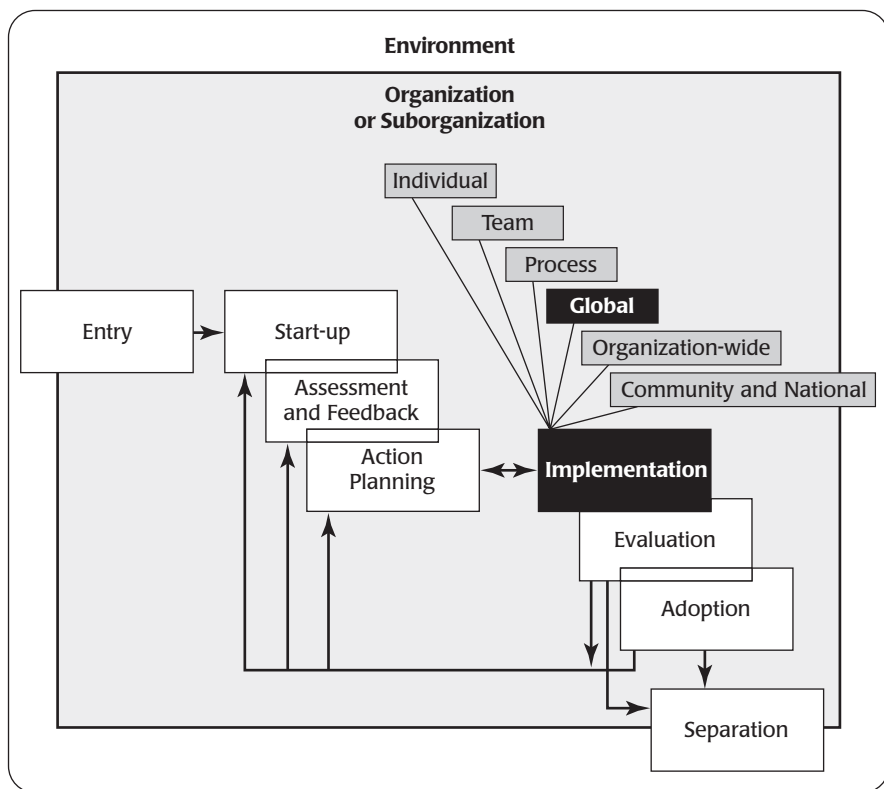 Environment
Organization
or Suborganization
Individual
Team
Process
Global
Organization-wide
Community and National
Entry
Start-up
Assessment
and Feedback
Action
Planning
Implementation
Evaluation
Adoption
Separation